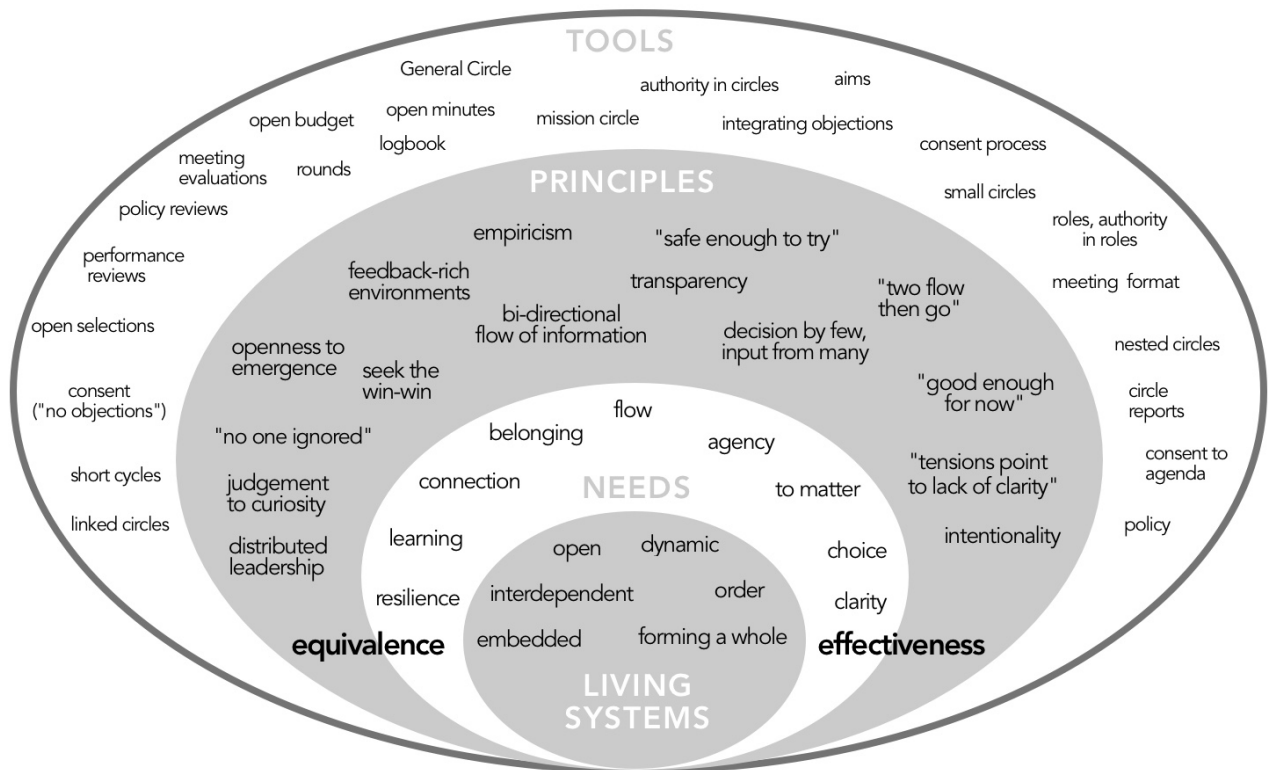 TOOLS
General Circle
authority in circles
aims
open budget
open minutes
mission circle
integrating objections
logbook
consent process
meeting
evaluations
rounds
small circles
policy reviews
roles, authority
in roles
performance
reviews
meeting format
open selections
nested circles
consent
("no objections")
circle
reports
short cycles
consent to
agenda
linked circles
policy
PRINCIPLES
empiricism
"safe enough to try"
feedback-rich
environments
transparency
"two flow
then go"
bi-directional
flow of information
decision by few,
input from many
openness to
emergence
seek the
win-win
"good enough
for now"
"no one ignored"
"tensions point
to lack of clarity"
judgement
to curiosity
intentionality
distributed
leadership
flow
belonging
agency
connection
NEEDS
to matter
learning
choice
resilience
clarity
equivalence
effectiveness
open
dynamic
interdependent
order
embedded
forming a whole
LIVING
SYSTEMS